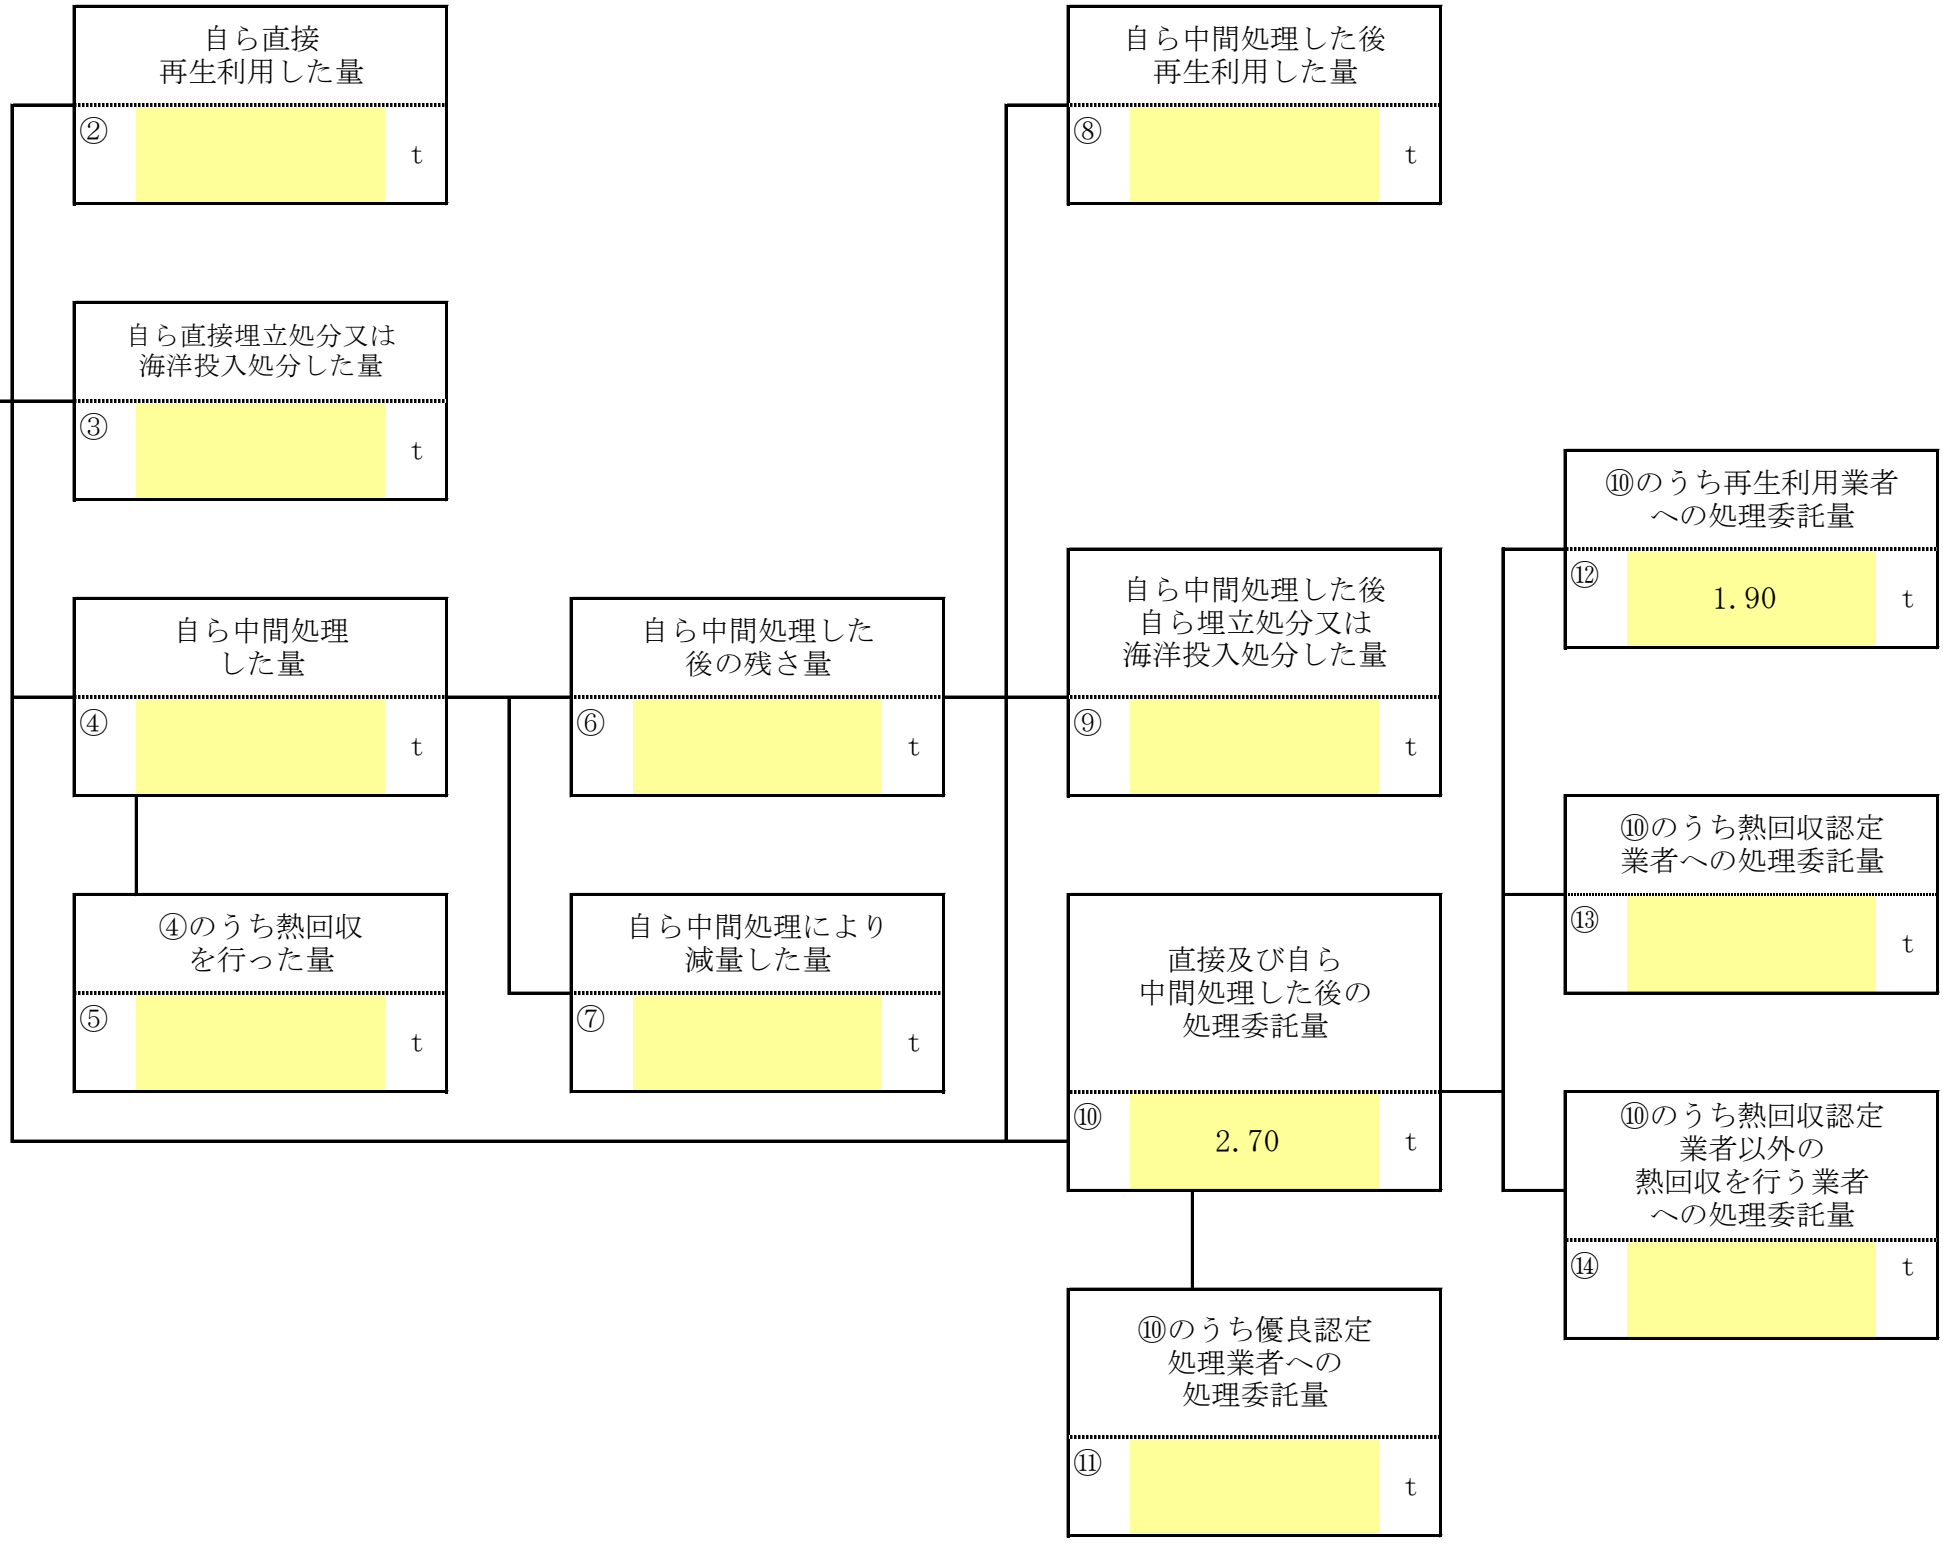 自ら直接
再生利用した量
②
t
自ら中間処理した後
再生利用した量
⑧
t
自ら直接埋立処分又は
海洋投入処分した量
③
t
⑩のうち再生利用業者
への処理委託量
⑫
1.90
t
自ら中間処理
した量
④
t
自ら中間処理した
後の残さ量
⑥
t
自ら中間処理した後
自ら埋立処分又は
海洋投入処分した量
⑨
t
⑩のうち熱回収認定
業者への処理委託量
⑬
t
④のうち熱回収
を行った量
⑤
t
自ら中間処理により
減量した量
⑦
t
直接及び自ら
中間処理した後の
処理委託量
⑩
2.70
t
⑩のうち熱回収認定
業者以外の
熱回収を行う業者
への処理委託量
⑭
t
⑩のうち優良認定
処理業者への
処理委託量
⑪
t